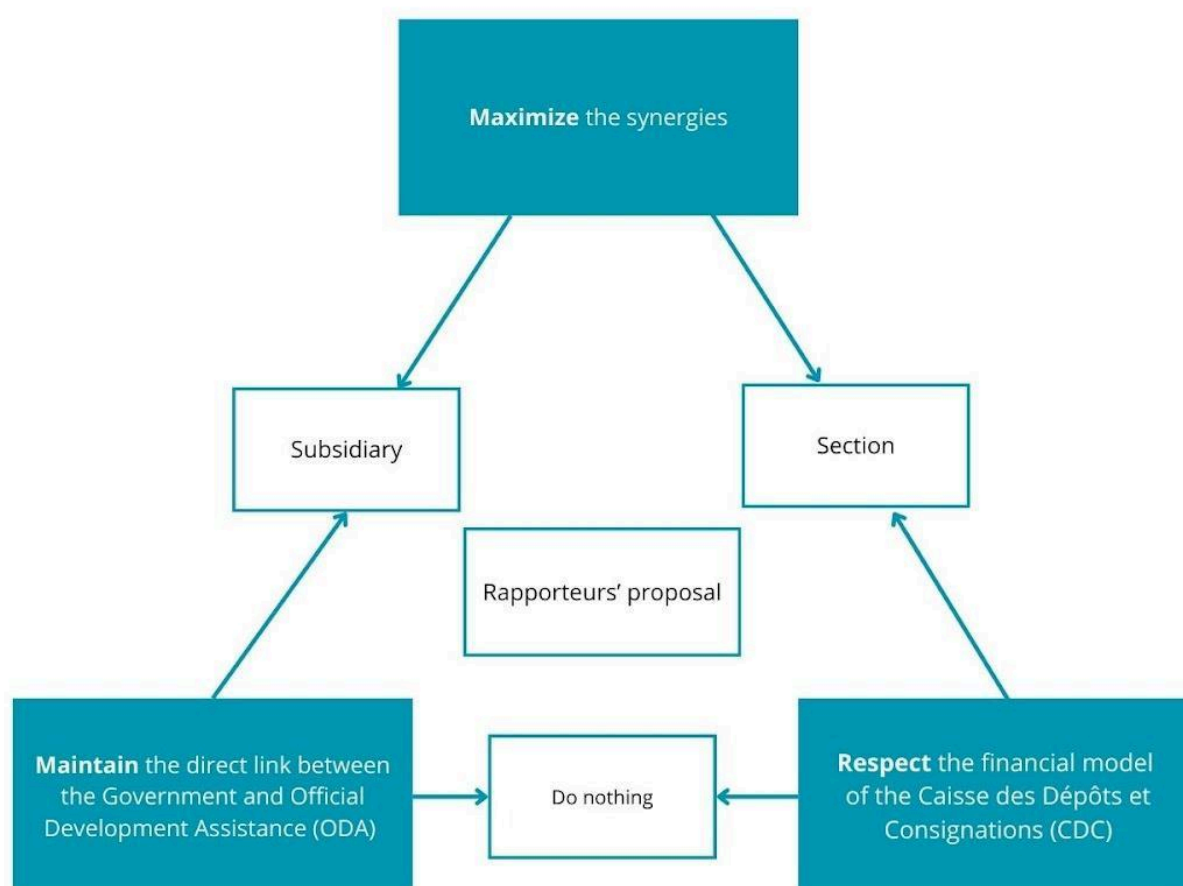 Maximize the synergies
Subsidiary
Section
Rapporteurs’ proposal
Maintain the direct link between
the Government and Official
Development Assistance (ODA)
Do nothing
Respect the financial model
of the Caisse des Dépôts et
Consignations (CDC)